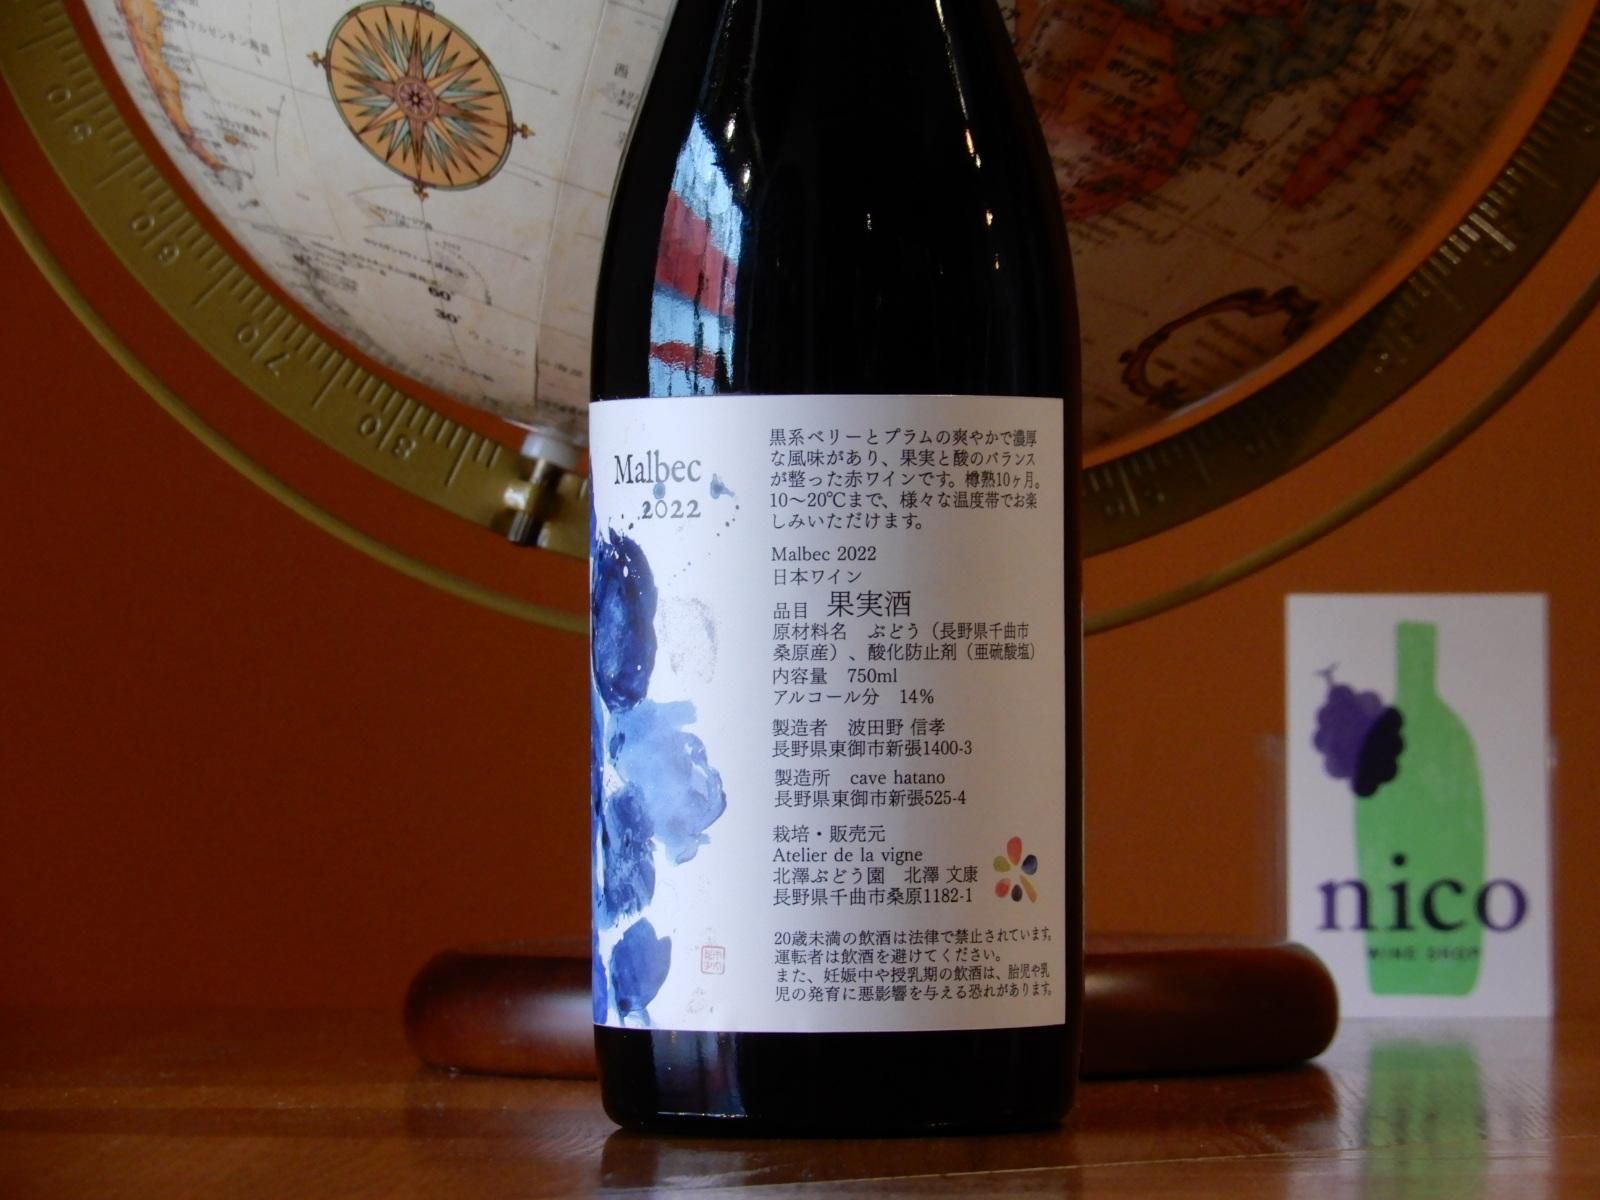 Malbec
2022
黒系ベリーとプラムの爽やかで濃厚
な風味があり、果実と酸のバランス
が整った赤ワインです。樽熟10ヶ月。
10〜20℃まで、様々な温度帯でお楽
しみいただけます。
Malbec 2022
日本ワイン
品目 果実酒
原材料名 ぶどう（長野県千曲市
桑原産）、酸化防止剤（亜硫酸塩）
内容量 750ml
アルコール分 14%
製造者 波田野 信孝
長野県東御市新張1400-3
製造所 cave hatano
長野県東御市新張525-4
栽培・販売元
Atelier de la vigne
北澤ぶどう園 北澤 文康
長野県千曲市桑原1182-1
20歳未満の飲酒は法律で禁止されています。
運転者は飲酒を避けてください。
また、妊娠中や授乳期の飲酒は、胎児や乳
児の発育に悪影響を与える恐れがあります。
nico
WINE SHOP